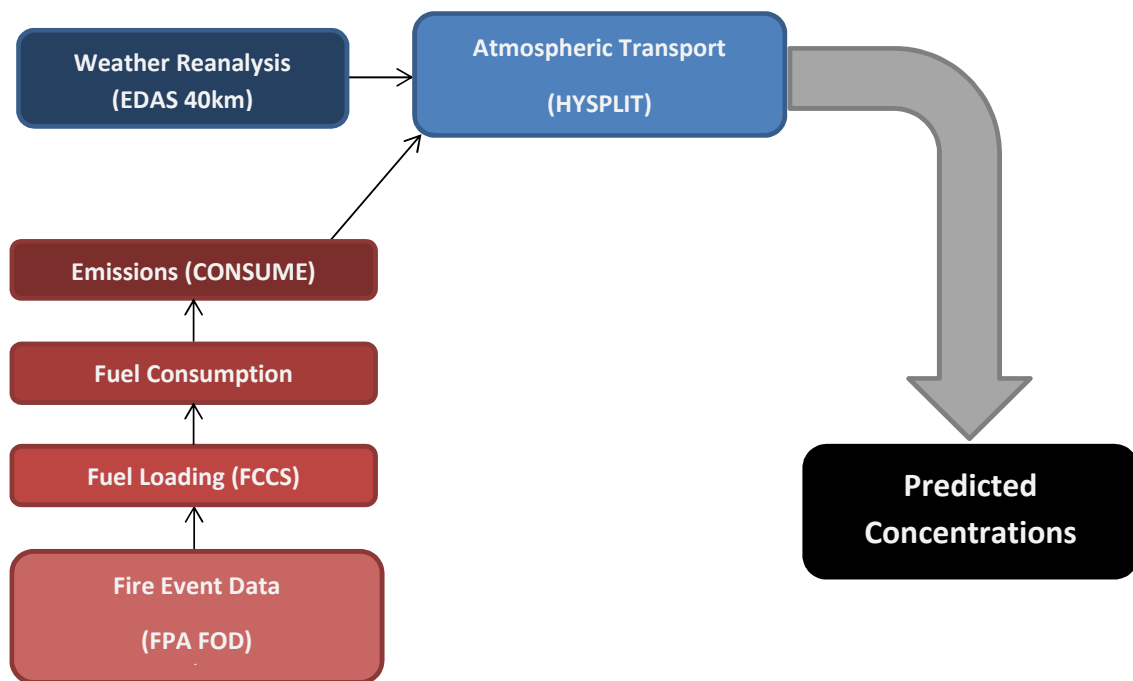 Weather Reanalysis
(EDAS 40km)
Atmospheric Transport
(HYSPLIT)
Emissions (CONSUME)
Fuel Consumption
Fuel Loading (FCCS)
Fire Event Data
(FPA FOD)
Predicted
Concentrations